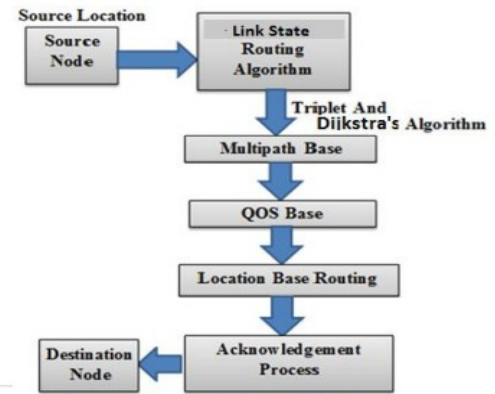 Source Location
Source
Node
Link State
Routing
Algorithm
Triplet And
Dijkstra's Algorithm
Multipath Base
QOS Base
Location Base Routing
Acknowledgement
Process
Destination
Node